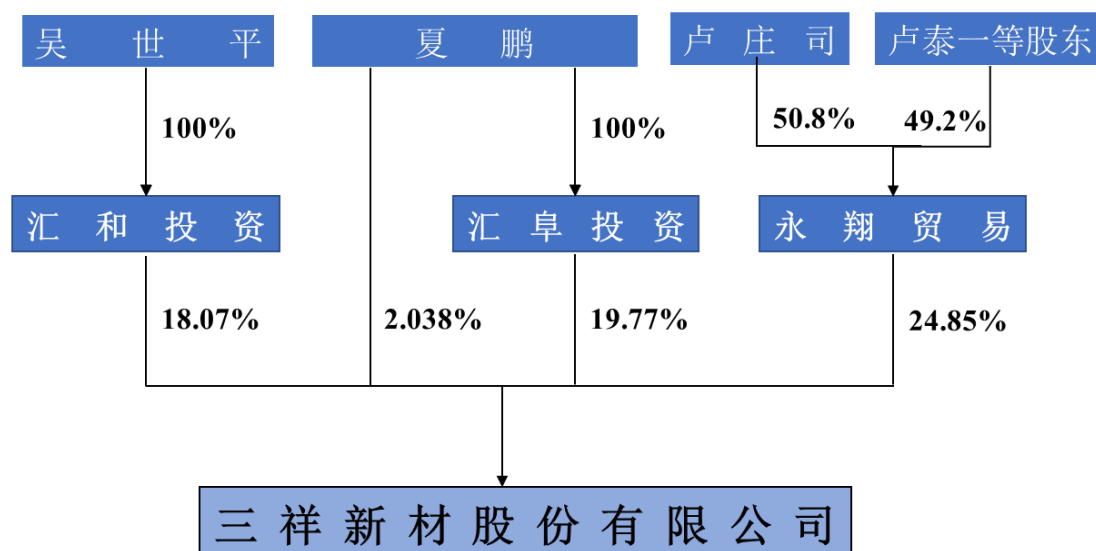 吴世平
夏鹏
卢庄司
卢泰一等股东
100%
100%
50.8%
49.2%
汇和投资
汇阜投资
永翔贸易
18.07%
2.038%
19.77%
24.85%
三祥新材股份有限公司